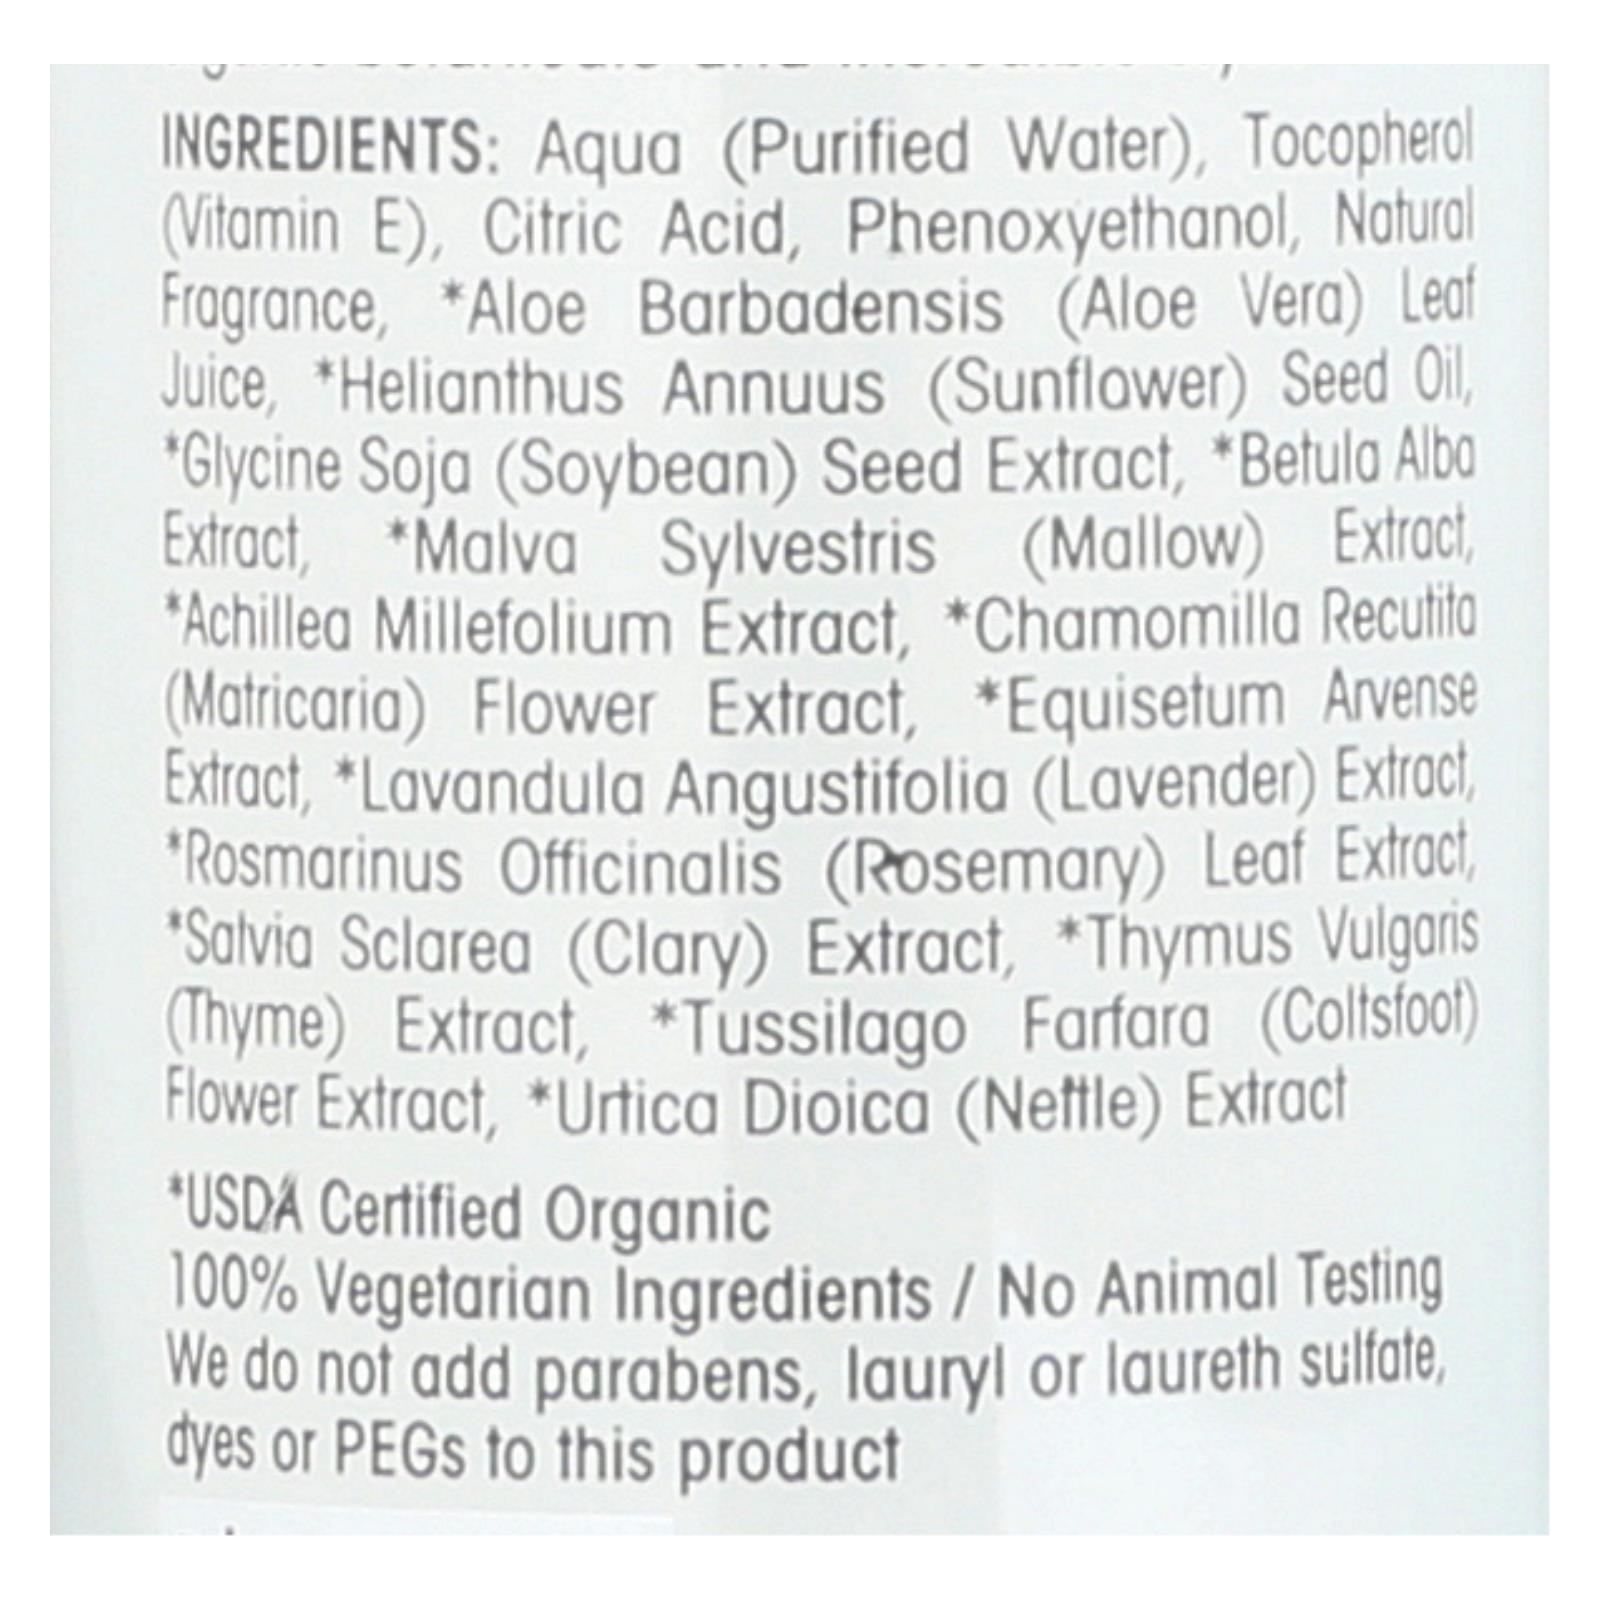 INGREDIENTS: Aqua (Purified Water), Tocopherol
(Vitamin E), Citric Acid, Phenoxyethanol, Natural
Fragrance, *Aloe Barbadensis (Aloe Vera) Leaf
Juice, *Helianthus Annuus (Sunflower) Seed Oil,
*Glycine Soja (Soybean) Seed Extract, *Betula Alba
Extract, *Malva Sylvestris (Mallow) Extract,
*Achillea Millefolium Extract, *Chamomilla Recutita
(Matricaria) Flower Extract, *Equisetum Arvense
Extract, *Lavandula Angustifolia (Lavender) Extract,
*Rosmarinus Officinalis (Rosemary) Leaf Extract,
*Salvia Sclarea (Clary) Extract, *Thymus Vulgaris
(Thyme) Extract, *Tussilago Farfara (Coltsfoot)
Flower Extract, *Urtica Dioica (Nettle) Extract
*USDA Certified Organic
100% Vegetarian Ingredients / No Animal Testing
We do not add parabens, lauryl or laureth sulfate,
dyes or PEGs to this product